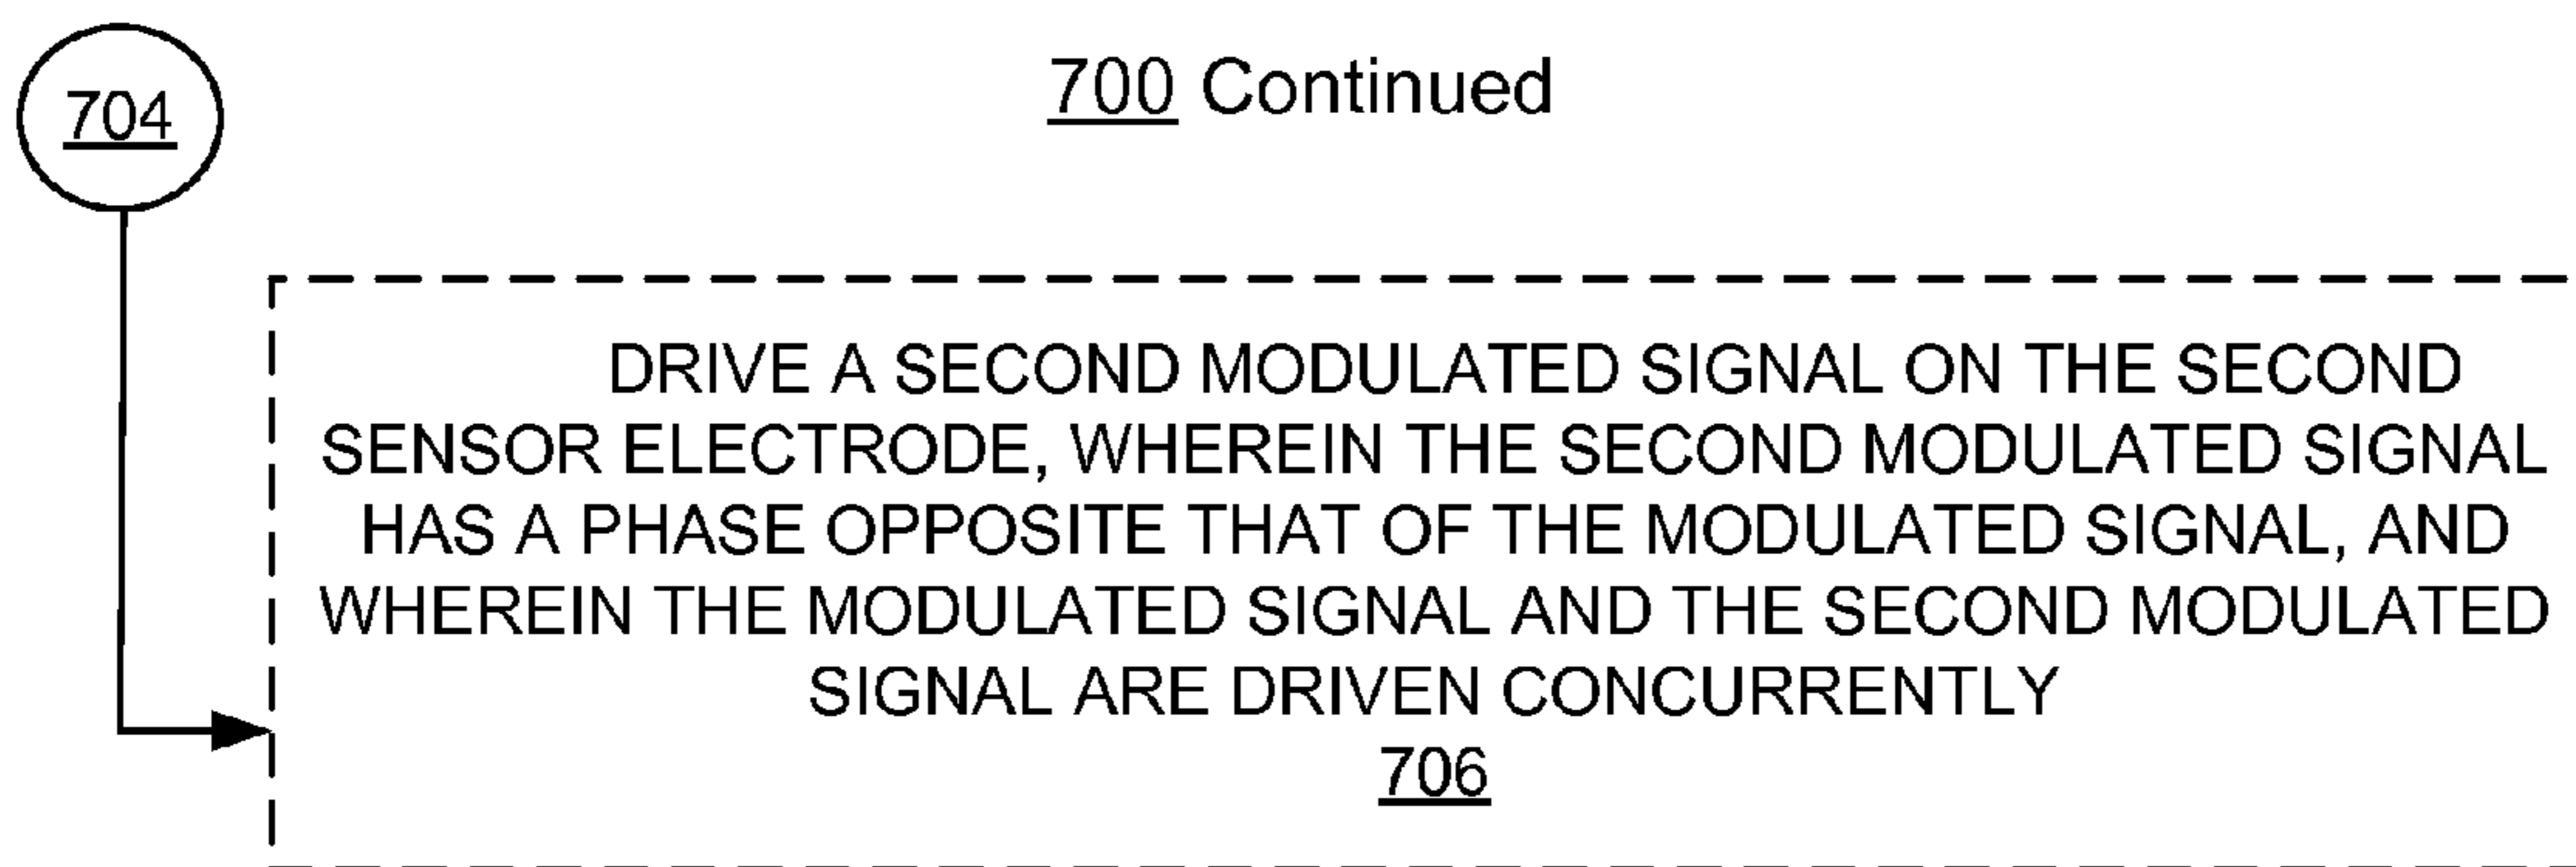 704
700 Continued
DRIVE A SECOND MODULATED SIGNAL ON THE SECOND
SENSOR ELECTRODE, WHEREIN THE SECOND MODULATED SIGNAL
HAS A PHASE OPPOSITE THAT OF THE MODULATED SIGNAL, AND
WHEREIN THE MODULATED SIGNAL AND THE SECOND MODULATED
SIGNAL ARE DRIVEN CONCURRENTLY
706